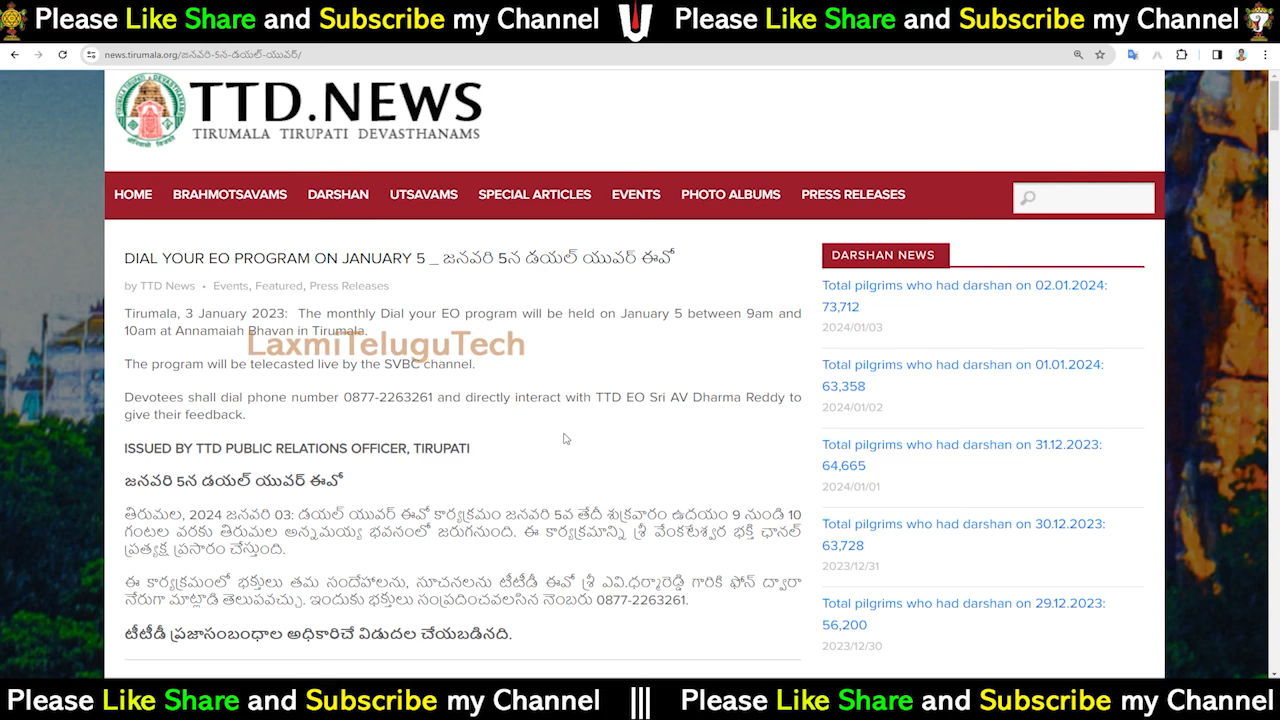 Please Like Share and Subscribe my Channel Please Like Share and Subscribe my Channel
news.tirumala.org/జనవరి-5న-డయల్-యువర్/
TTD.NEWS
TIRUMALA TIRUPATI DEVASTHANAMS
HOME BRAHMOTSAVAMS DARSHAN UTSAVAMS SPECIAL ARTICLES EVENTS PHOTO ALBUMS PRESS RELEASES
DIAL YOUR EO PROGRAM ON JANUARY 5 _ జనవరి 5న డయల్ యువర్ ఈవో
by TTD News • Events, Featured, Press Releases
Tirumala, 3 January 2023: The monthly Dial your EO program will be held on January 5 between 9am and
10am at Annamaiah Bhavan in Tirumala.
LaxmiTeluguTech
The program will be telecasted live by the SVBC channel.
Devotees shall dial phone number 0877-2263261 and directly interact with TTD EO Sri AV Dharma Reddy to
give their feedback.
ISSUED BY TTD PUBLIC RELATIONS OFFICER, TIRUPATI
జనవరి 5న డయల్ యువర్ ఈవో
తిరుమల, 2024 జనవరి 03: డయల్ యువర్ ఈవో కార్యక్రమం జనవరి 5వ తేదీ శుక్రవారం ఉదయం 9 నుండి 10
గంటల వరకు తిరుమల అన్నమయ్య భవనంలో జరుగనుంది. ఈ కార్యక్రమాన్ని శ్రీ వేంకటేశ్వర భక్తి ఛానల్
ప్రత్యక్ష ప్రసారం చేస్తుంది.
ఈ కార్యక్రమంలో భక్తులు తమ సందేహాలను, సూచనలను టీటీడీ ఈవో శ్రీ ఎవి.ధర్మారెడ్డి గారికి ఫోన్ ద్వారా
నేరుగా మాట్లాడి తెలుపవచ్చు. ఇందుకు భక్తులు సంప్రదించవలసిన నెంబరు 0877-2263261.
టీటీడీ ప్రజాసంబంధాల అధికారిచే విడుదల చేయబడినది.
DARSHAN NEWS
Total pilgrims who had darshan on 02.01.2024:
73,712
2024/01/03
Total pilgrims who had darshan on 01.01.2024:
63,358
2024/01/02
Total pilgrims who had darshan on 31.12.2023:
64,665
2024/01/01
Total pilgrims who had darshan on 30.12.2023:
63,728
2023/12/31
Total pilgrims who had darshan on 29.12.2023:
56,200
2023/12/30
Please Like Share and Subscribe my Channel ||| Please Like Share and Subscribe my Channel